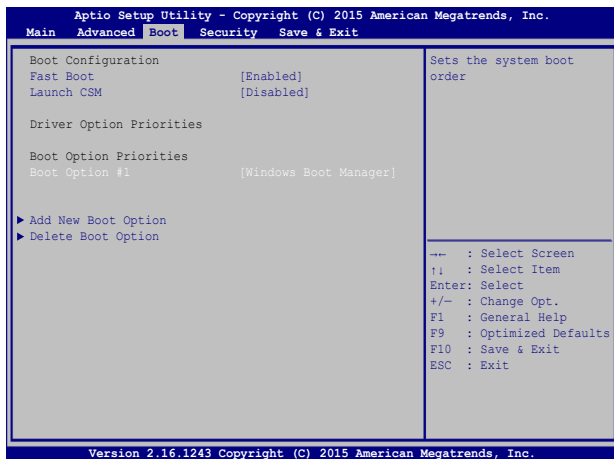 Aptio Setup Utility - Copyright (C) 2015 American Megatrends, Inc.
Main Advanced Boot Security Save & Exit
Boot Configuration
Fast Boot [Enabled]
Launch CSM [Disabled]
Driver Option Priorities
Boot Option Priorities
Boot Option #1 [Windows Boot Manager]
Add New Boot Option
Delete Boot Option
Sets the system boot
order
→← : Select Screen
↑↓ : Select Item
Enter: Select
+/— : Change Opt.
F1 : General Help
F9 : Optimized Defaults
F10 : Save & Exit
ESC : Exit
Version 2.16.1243 Copyright (C) 2015 American Megatrends, Inc.